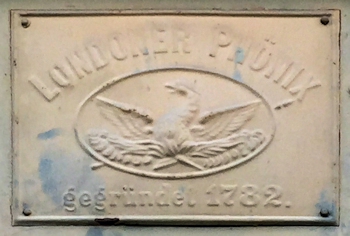 LONDONER PHÖNIX
gegründet 1782.